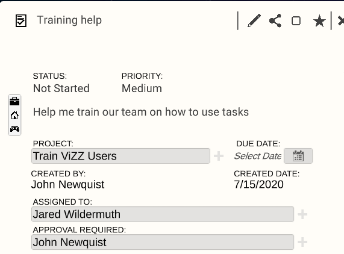 Training help
STATUS: PRIORITY:
Not Started Medium
Help me train our team on how to use tasks
PROJECT: DUE DATE:
Train ViZZ Users Select Date
CREATED BY: CREATED DATE:
John Newquist 7/15/2020
ASSIGNED TO:
Jared Wildermuth
APPROVAL REQUIRED:
John Newquist